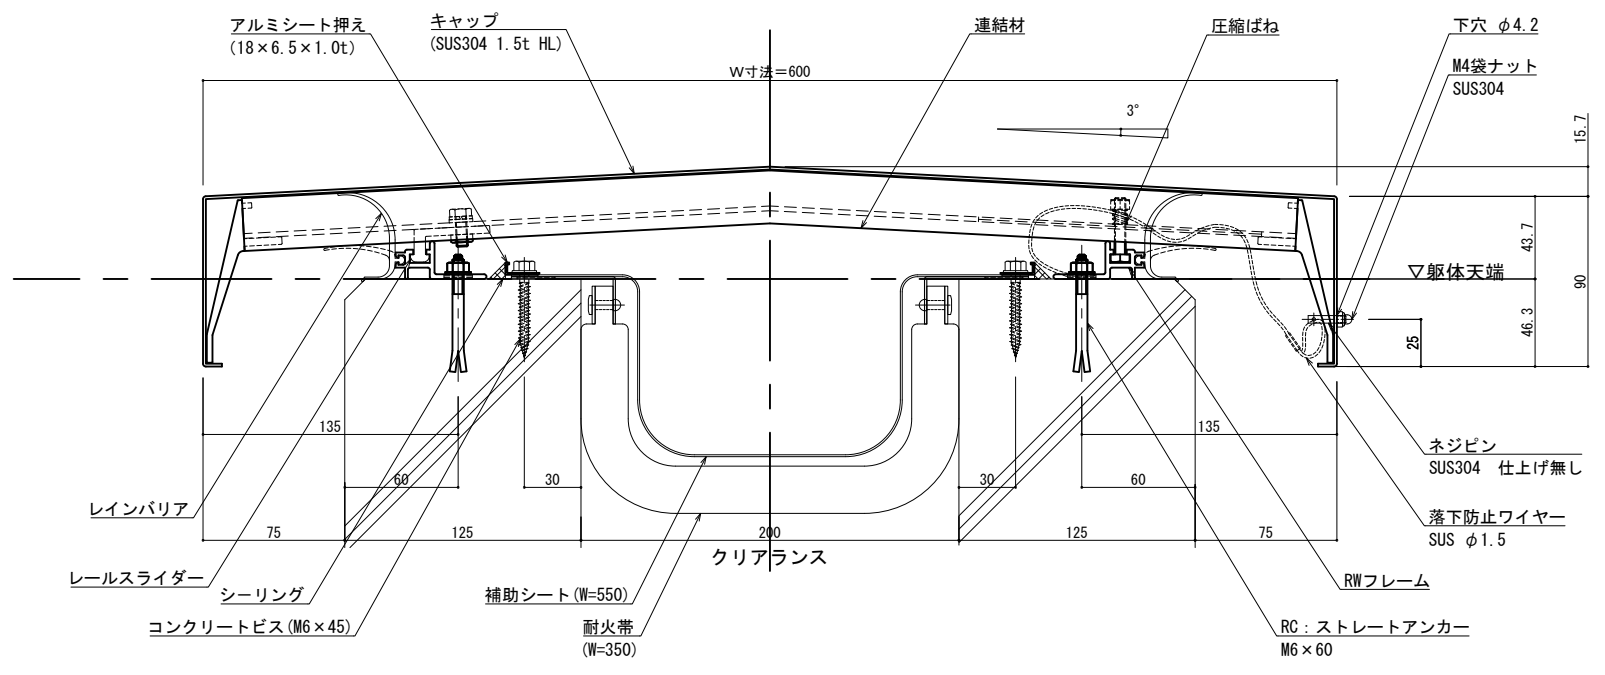 アルミシート押え
(18×6.5×1.0t)
キャップ
(SUS304 1.5t HL)
連結材
圧縮ばね
下穴 φ4.2
M4袋ナット
SUS304
W寸法=600
3°
15.7
43.7
▽躯体天端
90
46.3
25
135
135
60
30
30
60
75
125
200
125
75
クリアランス
ネジピン
SUS304 仕上げ無し
落下防止ワイヤー
SUS φ1.5
レインバリア
レールスライダー
シーリング
コンクリートビス(M6×45)
補助シート(W=550)
耐火帯
(W=350)
RWフレーム
RC：ストレートアンカー
M6×60